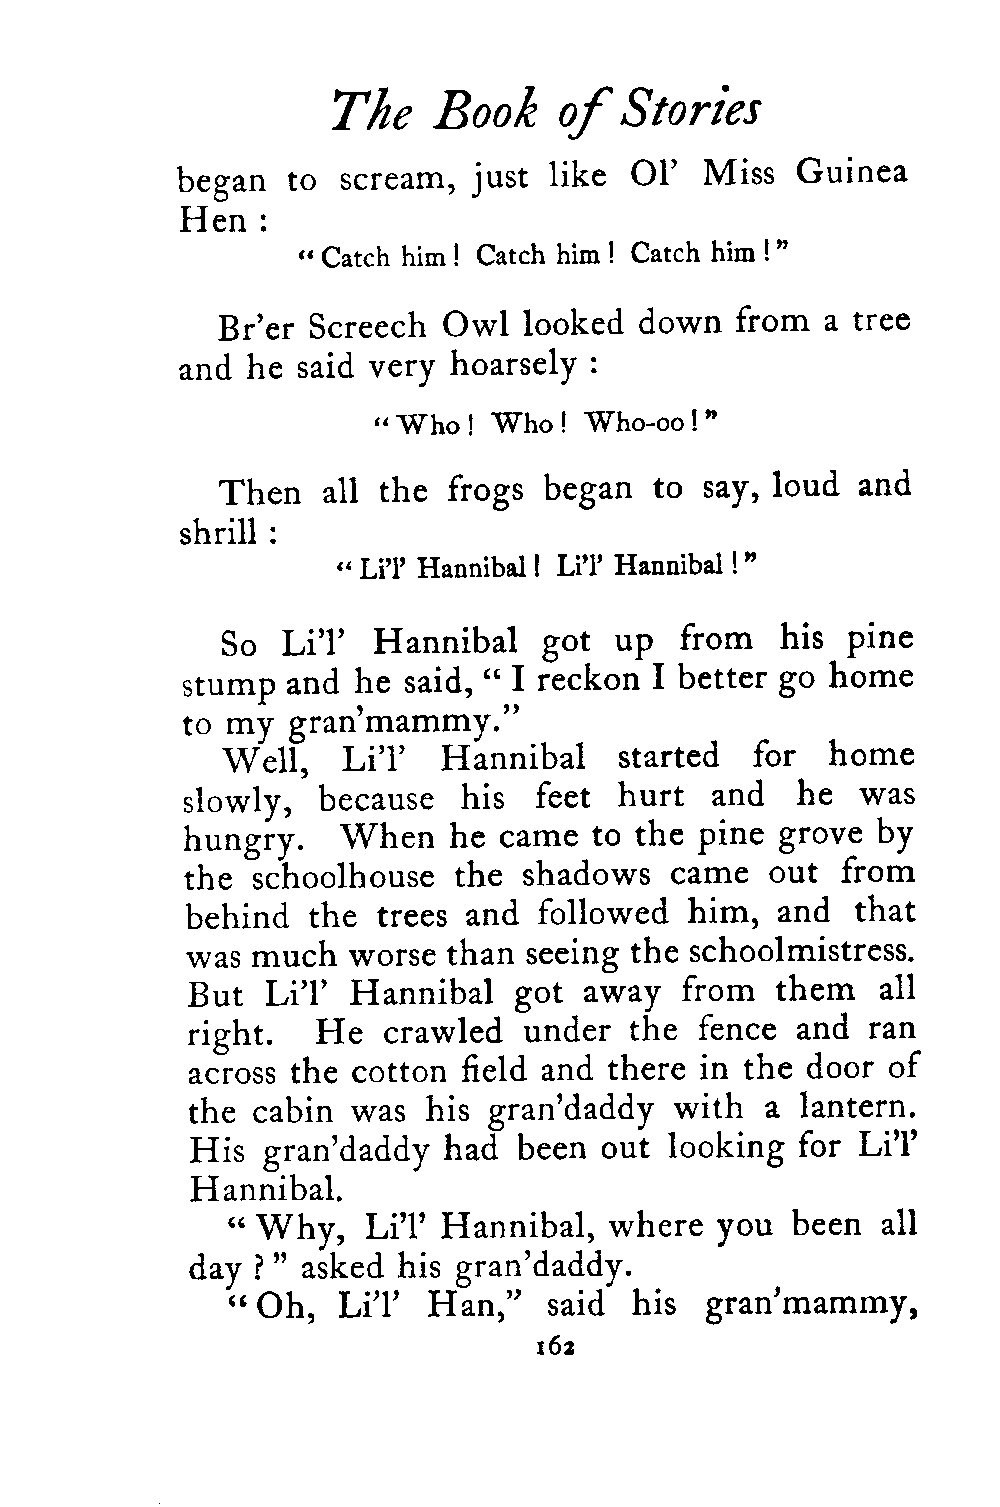 The Book of Stories
began to scream, just like Ol' Miss Guinea
Hen :
“ Catch him ! Catch him ! Catch him ! ”
Br'er Screech Owl looked down from a tree
and he said very hoarsely :
“ Who ! Who ! Who-oo ! ”
Then all the frogs began to say, loud and
shrill :
“ Li'l' Hannibal ! Li'l' Hannibal ! ”
So Li'l' Hannibal got up from his pine
stump and he said, “ I reckon I better go home
to my gran'mammy.”
Well, Li'l' Hannibal started for home
slowly, because his feet hurt and he was
hungry. When he came to the pine grove by
the schoolhouse the shadows came out from
behind the trees and followed him, and that
was much worse than seeing the schoolmistress.
But Li'l' Hannibal got away from them all
right. He crawled under the fence and ran
across the cotton field and there in the door of
the cabin was his gran'daddy with a lantern.
His gran'daddy had been out looking for Li'l'
Hannibal.
“ Why, Li'l' Hannibal, where you been all
day ? ” asked his gran'daddy.
“ Oh, Li'l' Han,” said his gran'mammy,
162